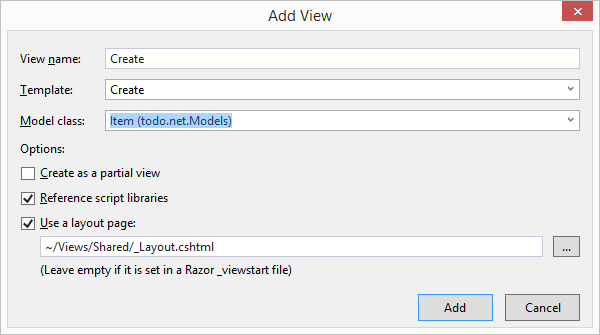 Add View
View name: Create
Template: Create
Model class: Item (todo.net.Models)
Options:
Create as a partial view
Reference script libraries
Use a layout page:
~/Views/Shared/_Layout.cshtml ...
(Leave empty if it is set in a Razor _viewstart file)
Add Cancel